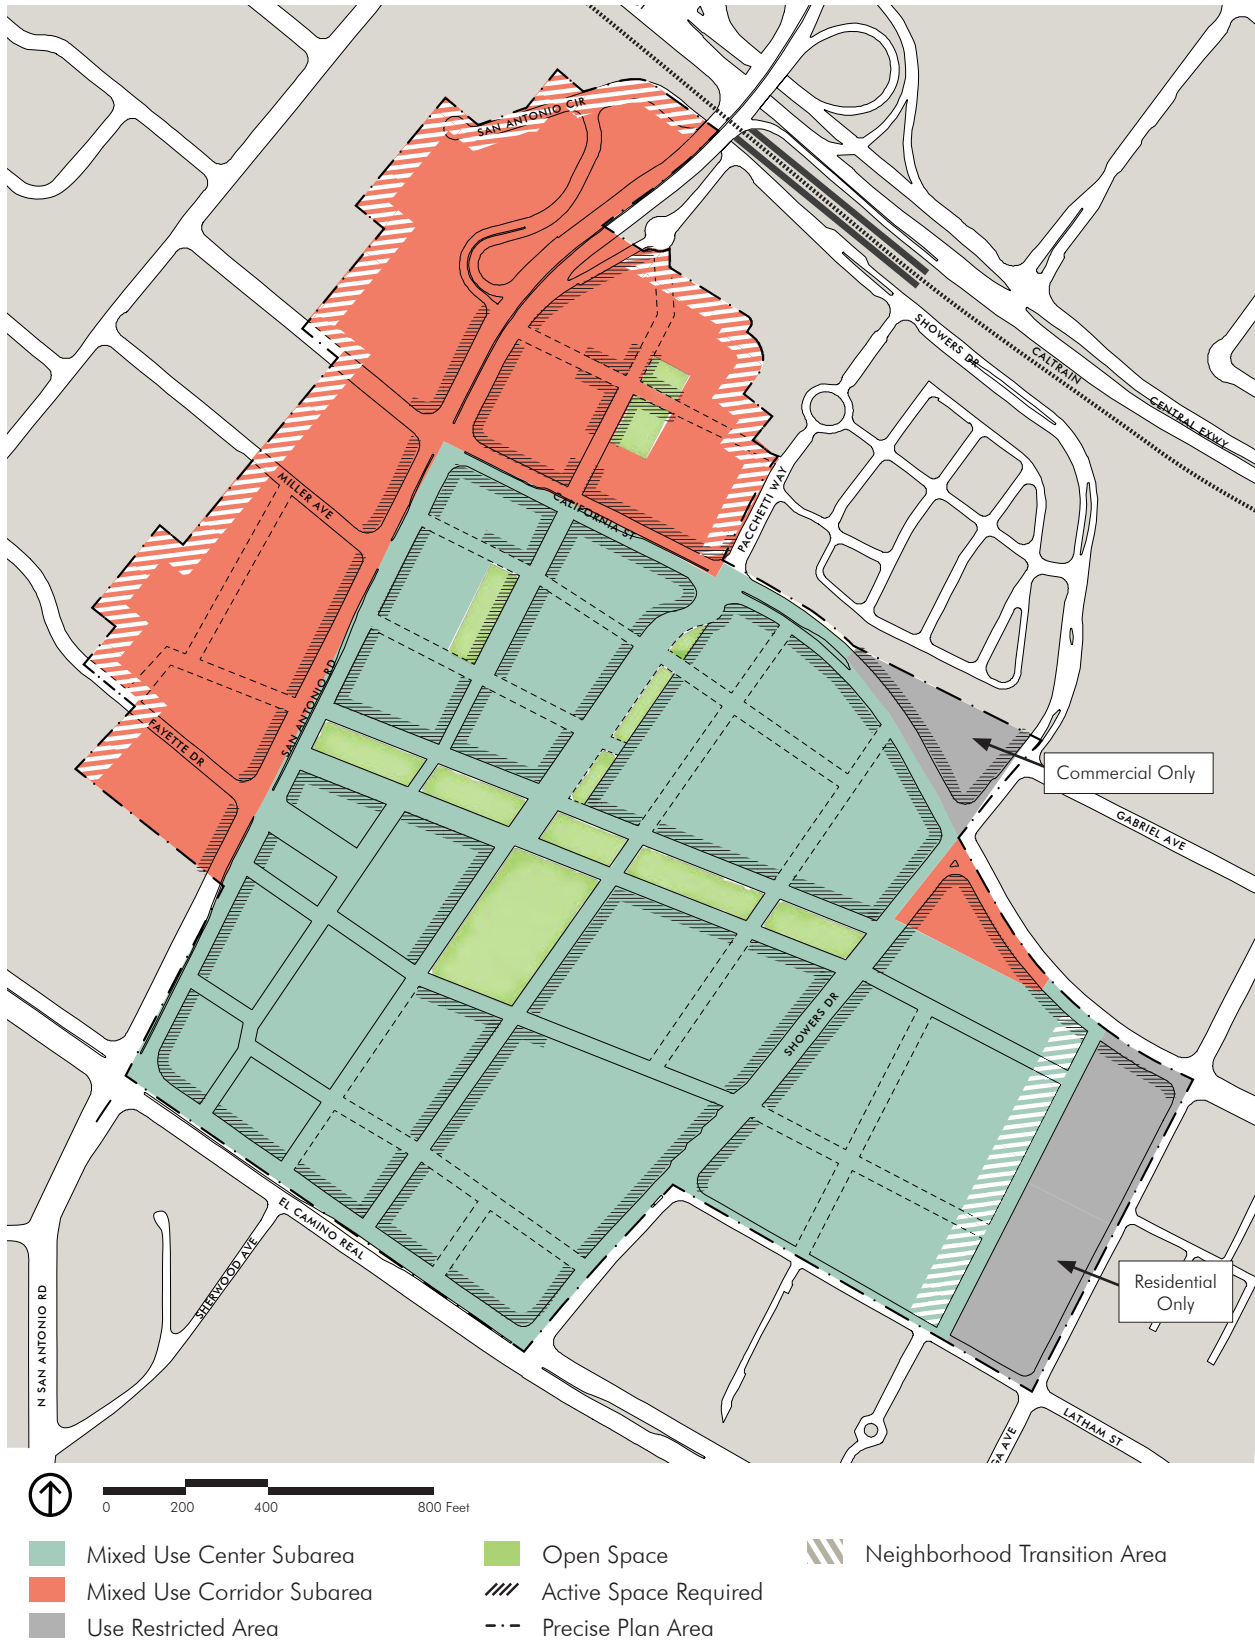 SAN ANTONIO CIR
SHOWERS DR
CALTRAIN
CENTRAL EXWY
PACCHETTI WAY
MILLER AVE
CALIFORNIA ST
SAN ANTONIO RD
FAYETTE DR
Commercial Only
GABRIEL AVE
SHOWERS DR
EL CAMINO REAL
SHERWOOD AVE
N SAN ANTONIO RD
Residential
Only
LATHAM ST
GA AVE
0 200 400 800 Feet
Mixed Use Center Subarea
Mixed Use Corridor Subarea
Use Restricted Area
Open Space
Active Space Required
Precise Plan Area
Neighborhood Transition Area